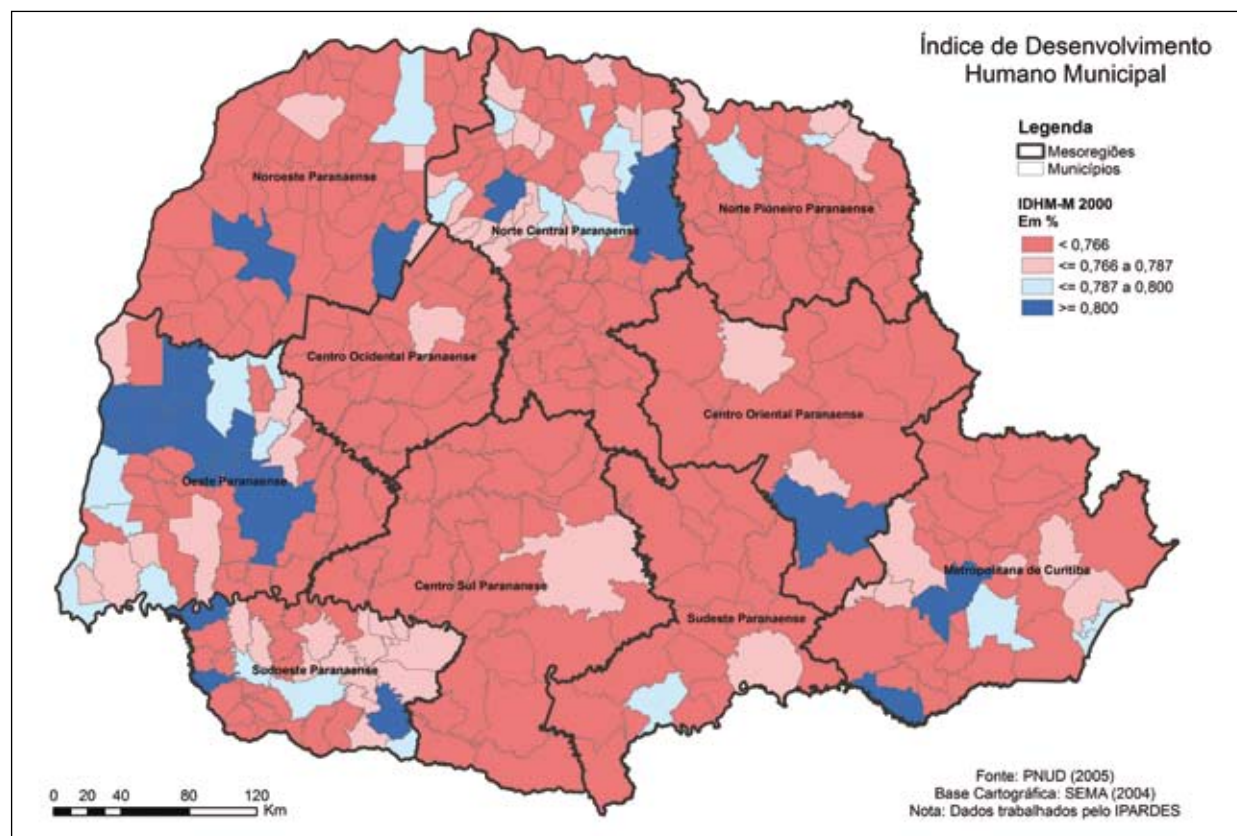 Índice de Desenvolvimento
Humano Municipal
Legenda
Mesoregiões
Municípios
IDHM-M 2000
Em %
< 0,766
<= 0,766 a 0,787
<= 0,787 a 0,800
>= 0,800
Noroeste Paranaense
Norte Central Paranaense
Norte Pioneiro Paranaense
Centro Ocidental Paranaense
Centro Oriental Paranaense
Oeste Paranaense
Centro Sul Paranaense
Metropolitana de Curitiba
Sudeste Paranaense
Sudoeste Paranaense
0 20 40 80 120
Km
Fonte: PNUD (2005)
Base Cartográfica: SEMA (2004)
Nota: Dados trabalhados pelo IPARDES